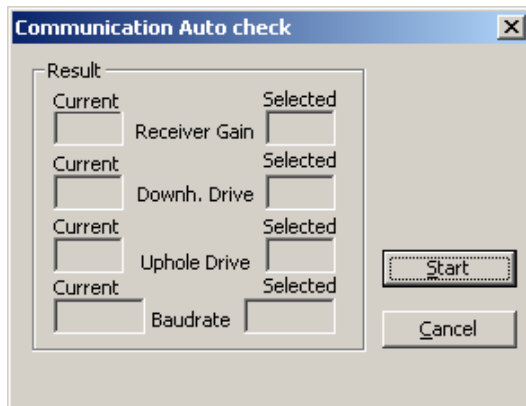 Communication Auto check
Result
Current Selected
Receiver Gain
Current Selected
Downh. Drive
Current Selected
Uphole Drive
Current Selected
Baudrate
Start
Cancel